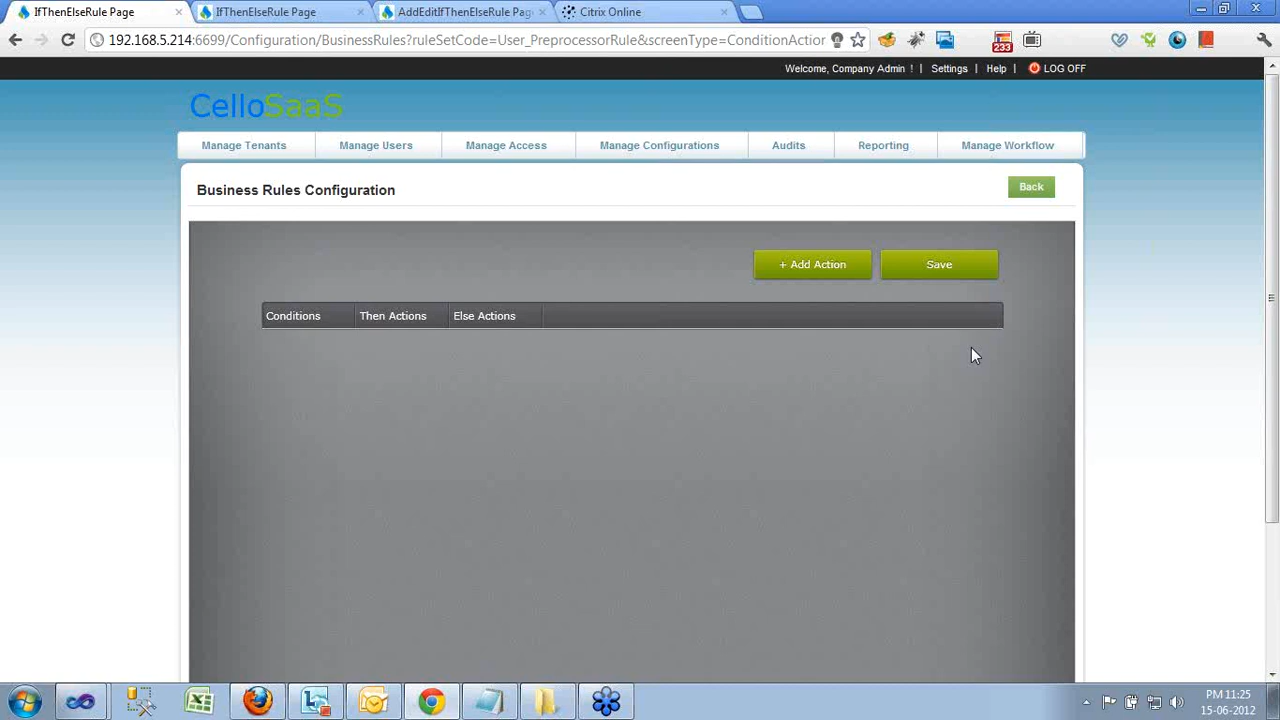 IfThenElseRule Page
IfThenElseRule Page
AddEditIfThenElseRule Page
Citrix Online
192.168.5.214:6699/Configuration/BusinessRules?ruleSetCode=User_PreprocessorRule&screenType=ConditionAction
233
Welcome, Company Admin ! | Settings | Help | LOG OFF
CelloSaaS
Manage Tenants
Manage Users
Manage Access
Manage Configurations
Audits
Reporting
Manage Workflow
Business Rules Configuration
Back
+ Add Action
Save
Conditions
Then Actions
Else Actions
PM 11:25
15-06-2012